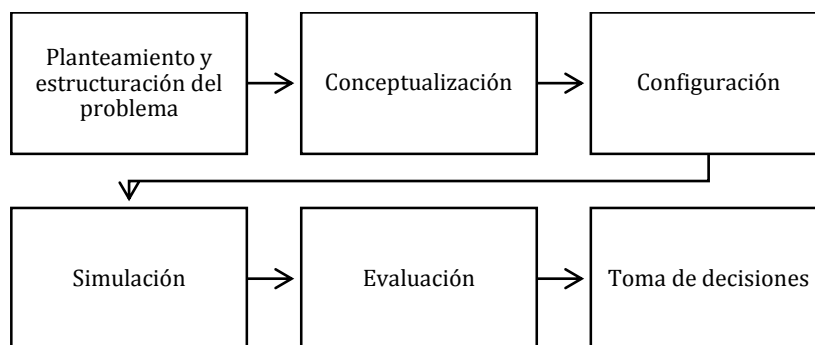 Planteamiento y
estructuración del
problema
Conceptualización
Configuración
Simulación
Evaluación
Toma de decisiones